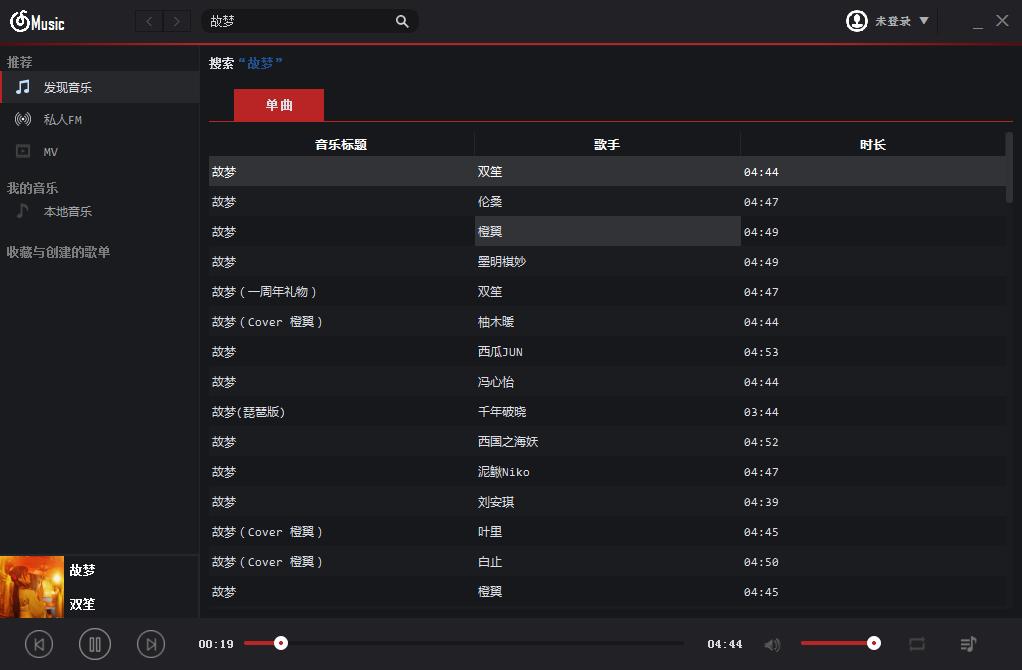 Music
故梦
未登录
推荐
发现音乐
私人FM
MV
我的音乐
本地音乐
收藏与创建的歌单
搜索“故梦”
单曲
音乐标题 歌手 时长
故梦 双笙 04:44
故梦 伦桑 04:47
故梦 橙翼 04:49
故梦 墨明棋妙 04:49
故梦（一周年礼物） 双笙 04:47
故梦（Cover 橙翼） 柚木暖 04:44
故梦 西瓜JUN 04:53
故梦 冯心怡 04:44
故梦(琵琶版) 千年破晓 03:44
故梦 西国之海妖 04:52
故梦 泥鳅Niko 04:47
故梦 刘安琪 04:39
故梦（Cover 橙翼） 叶里 04:45
故梦（Cover 橙翼） 白止 04:50
故梦 橙翼 04:45
故梦
双笙
00:19 04:44